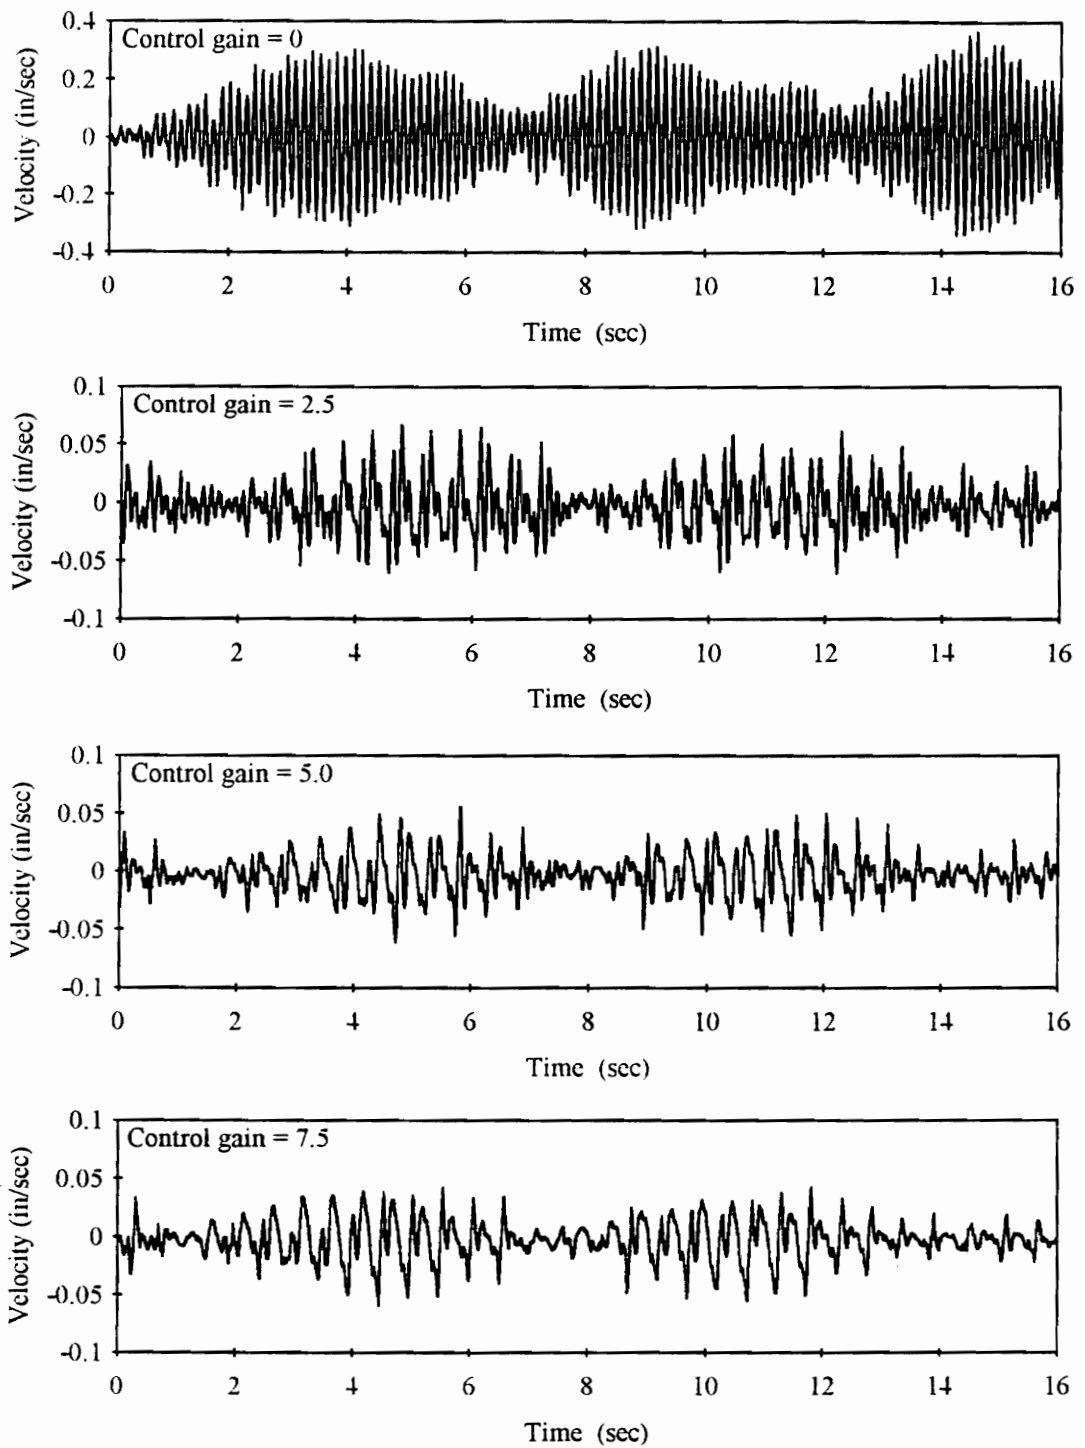 Control gain = 0
Velocity (in/sec)
0.4
0.2
0
-0.2
-0.4
0 2 4 6 8 10 12 14 16
Time (sec)
Control gain = 2.5
Velocity (in/sec)
0.1
0.05
0
-0.05
-0.1
0 2 4 6 8 10 12 14 16
Time (sec)
Control gain = 5.0
Velocity (in/sec)
0.1
0.05
0
-0.05
-0.1
0 2 4 6 8 10 12 14 16
Time (sec)
Control gain = 7.5
Velocity (in/sec)
0.1
0.05
0
-0.05
-0.1
0 2 4 6 8 10 12 14 16
Time (sec)